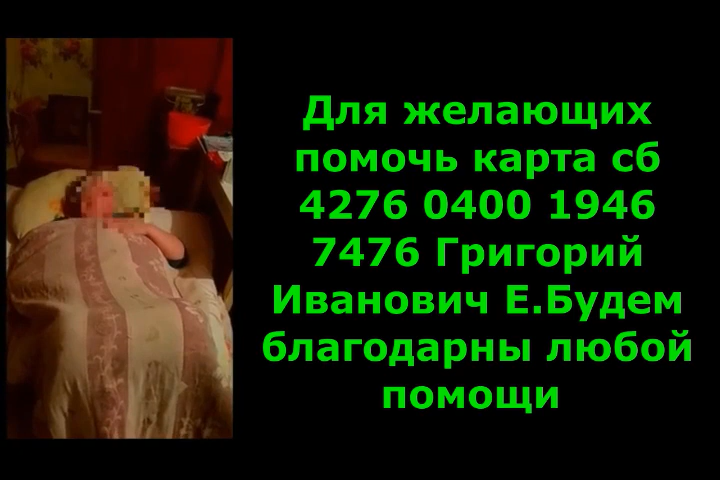 Для желающих
помочь карта сб
4276 0400 1946
7476 Григорий
Иванович Е.Будем
благодарны любой
помощи